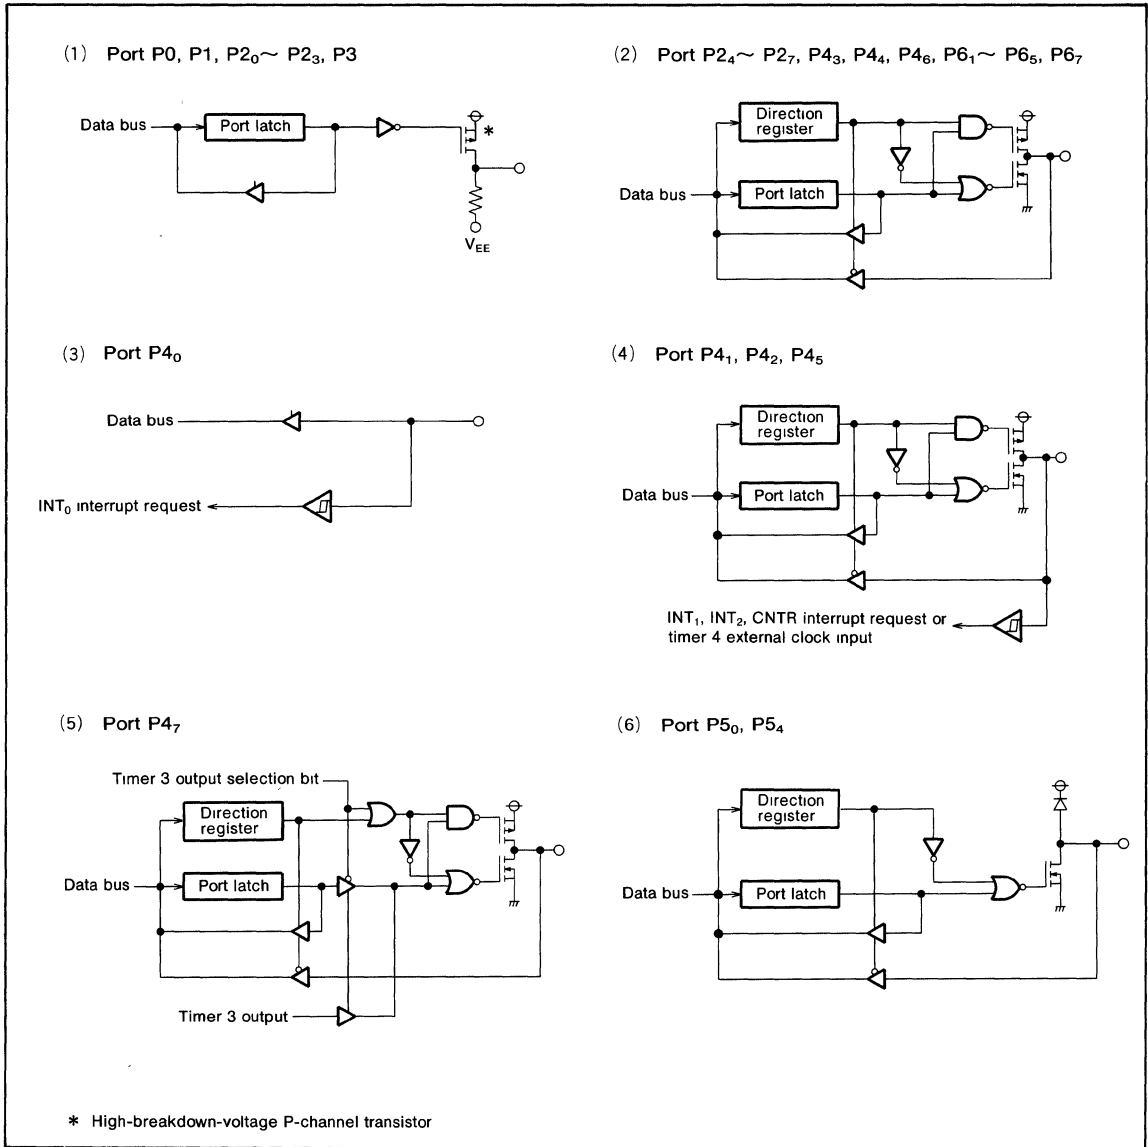 (1) Port P0, P1, P2₀∼ P2₃, P3
Data bus
Port latch
*
V_EE
(2) Port P2₄∼ P2₇, P4₃, P4₄, P4₆, P6₁∼ P6₅, P6₇
Direction
register
Data bus
Port latch
(3) Port P4₀
Data bus
INT₀ interrupt request
(4) Port P4₁, P4₂, P4₅
Direction
register
Data bus
Port latch
INT₁, INT₂, CNTR interrupt request or
timer 4 external clock input
(5) Port P4₇
Timer 3 output selection bit
Direction
register
Data bus
Port latch
Timer 3 output
(6) Port P5₀, P5₄
Direction
register
Data bus
Port latch
* High-breakdown-voltage P-channel transistor